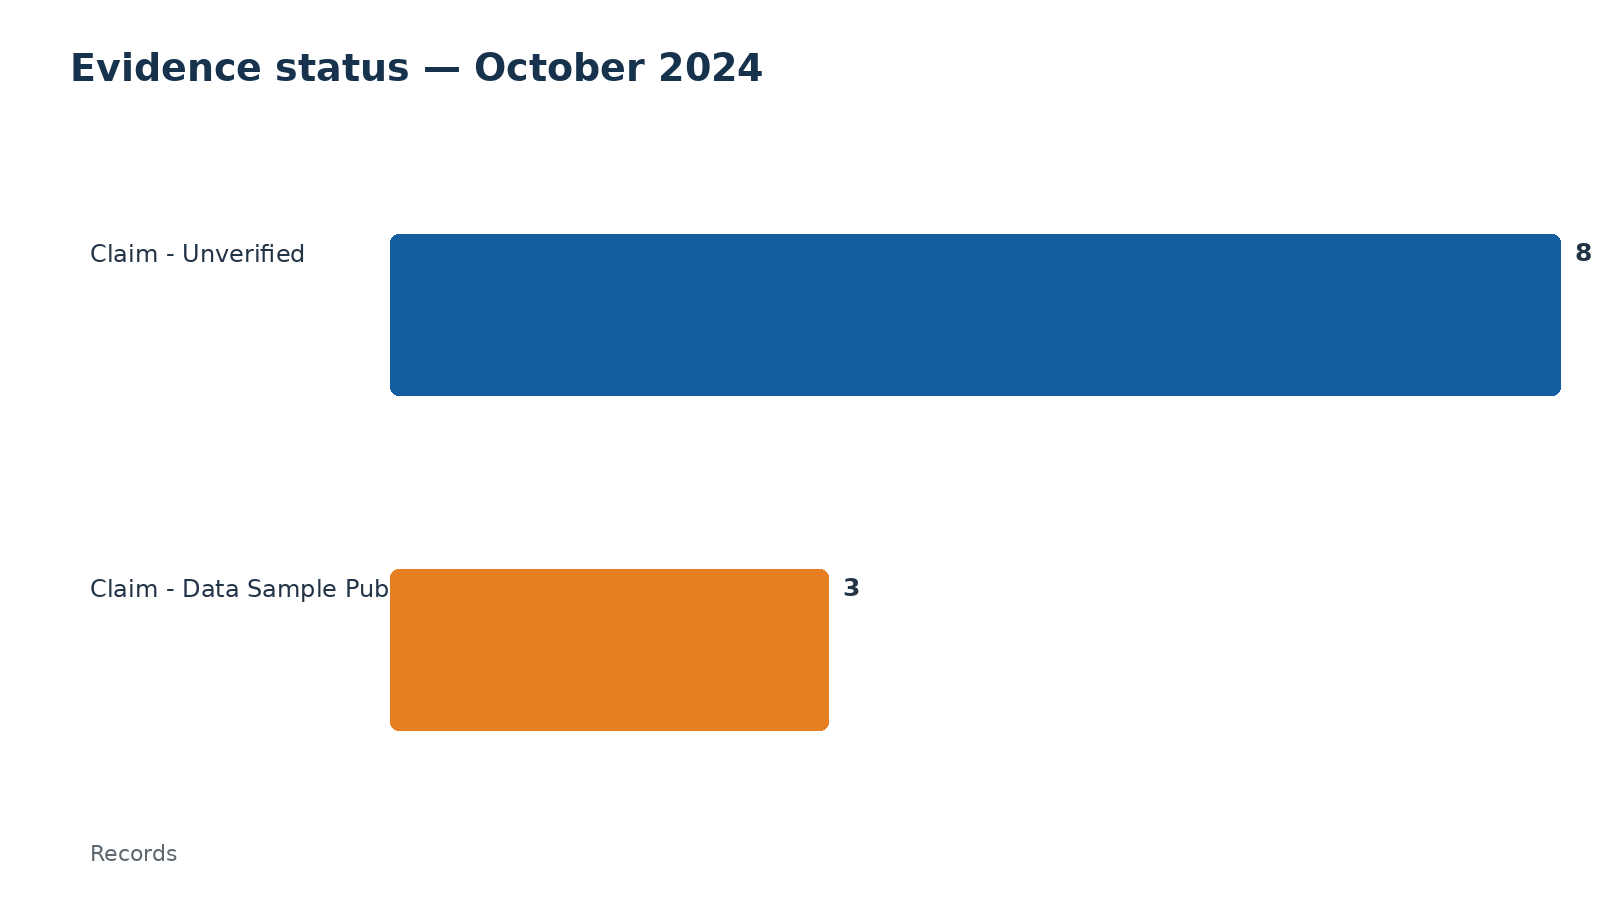 Evidence status — October 2024
Claim - Unverified
8
Claim - Data Sample Pub
3
Records